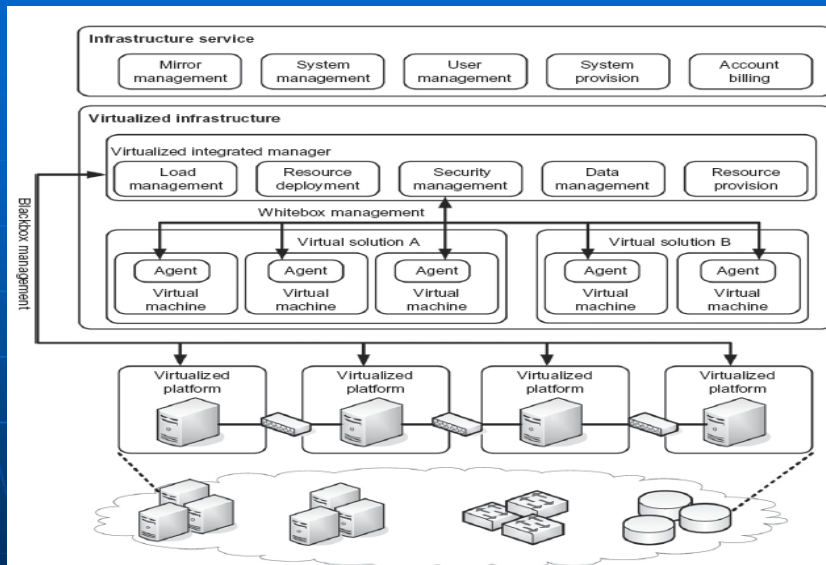 Infrastructure service
Mirror
management
System
management
User
management
System
provision
Account
billing
Virtualized infrastructure
Virtualized integrated manager
Load
management
Resource
deployment
Security
management
Data
management
Resource
provision
Blackbox management
Whitebox management
Virtual solution A
Agent
Virtual
machine
Agent
Virtual
machine
Agent
Virtual
machine
Virtual solution B
Agent
Virtual
machine
Agent
Virtual
machine
Virtualized
platform
Virtualized
platform
Virtualized
platform
Virtualized
platform